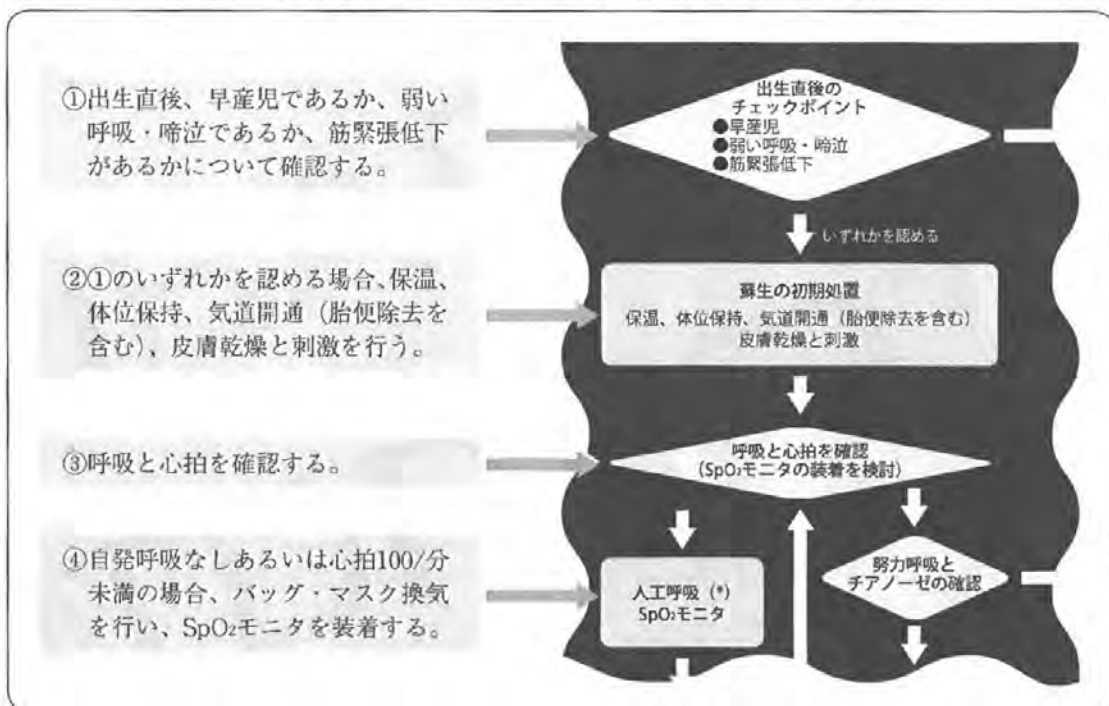 ①出生直後、早産児であるか、弱い
呼吸・啼泣であるか、筋緊張低下
があるかについて確認する。
出生直後の
チェックポイント
●早産児
●弱い呼吸・啼泣
●筋緊張低下
いずれかを認める
②①のいずれかを認める場合、保温、
体位保持、気道開通（胎便除去を
含む）、皮膚乾燥と刺激を行う。
蘇生の初期処置
保温、体位保持、気道開通（胎便除去を含む）
皮膚乾燥と刺激
③呼吸と心拍を確認する。
呼吸と心拍を確認
（SpO₂モニタの装着を検討）
④自発呼吸なしあるいは心拍100/分
未満の場合、バッグ・マスク換気
を行い、SpO₂モニタを装着する。
人工呼吸（*）
SpO₂モニタ
努力呼吸と
チアノーゼの確認